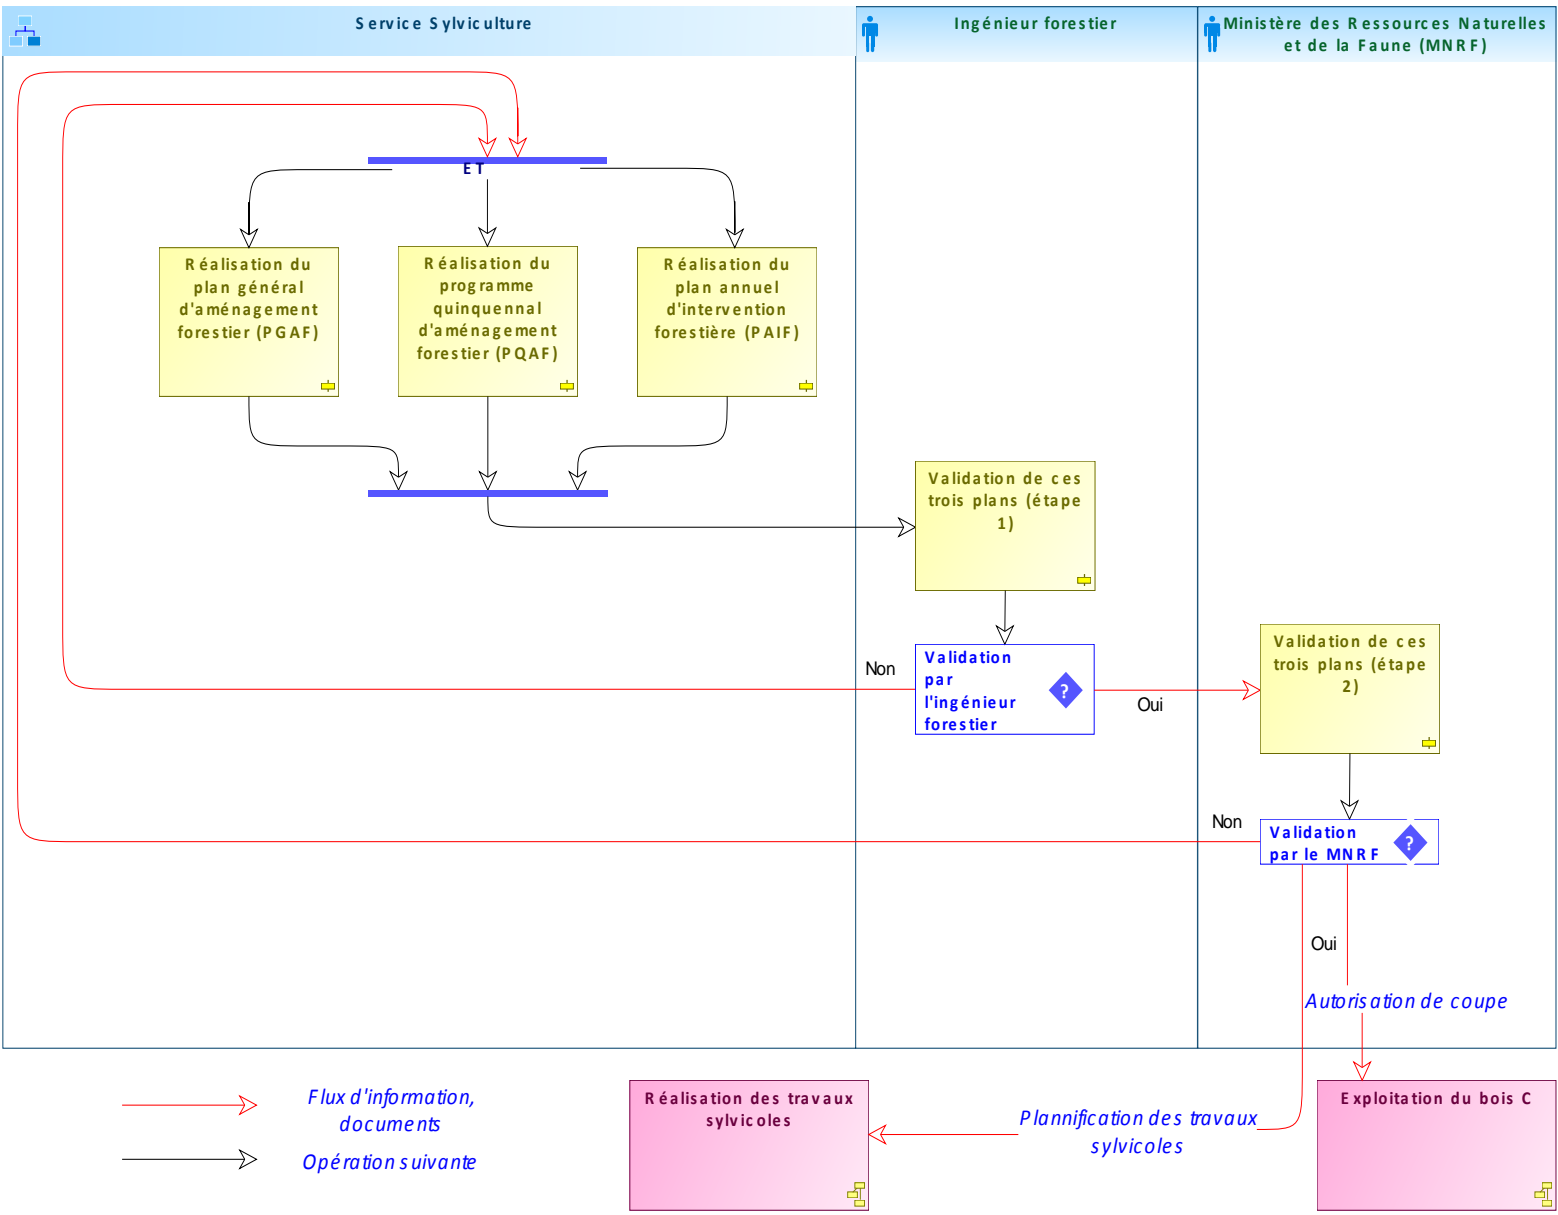 Service Sylviculture
Ingénieur forestier
Ministère des Ressources Naturelles
et de la Faune (MNRF)
ET
Réalisation du
plan général
d'aménagement
forestier (PGAF)
Réalisation du
programme
quinquennal
d'aménagement
forestier (PQAF)
Réalisation du
plan annuel
d'intervention
forestière (PAIF)
Validation de ces
trois plans (étape
1)
Validation
par
l'ingénieur
forestier
?
Non
Oui
Validation de ces
trois plans (étape
2)
Non
Validation
par le MNRF
?
Oui
Autorisation de coupe
Flux d'information,
documents
Opération suivante
Réalisation des travaux
sylvicoles
Plannification des travaux
sylvicoles
Exploitation du bois C